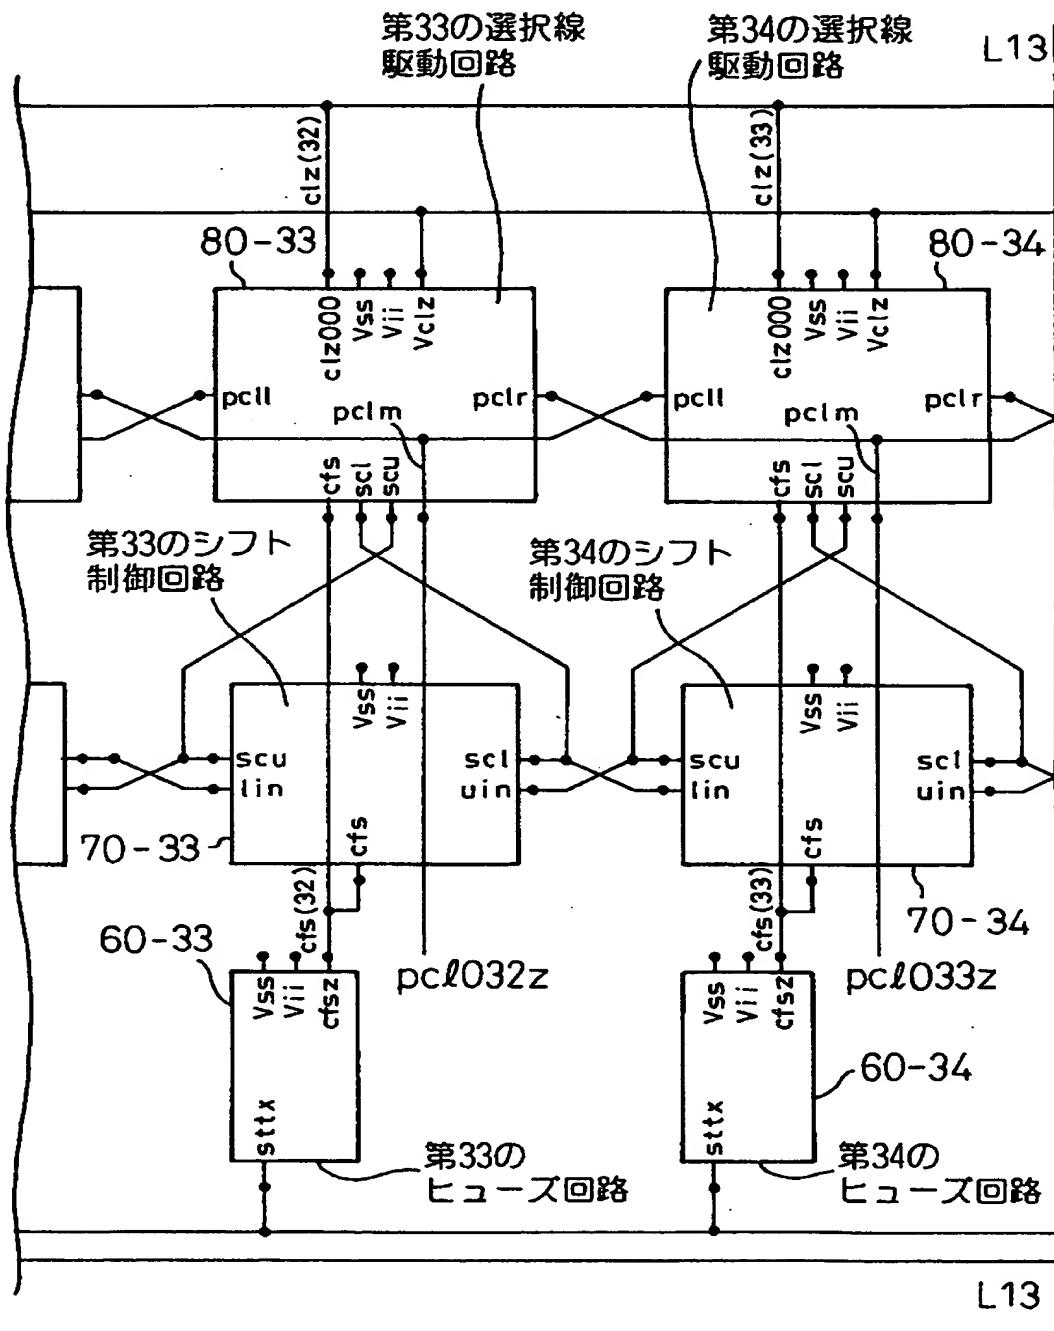 第33の選択線
駆動回路
第34の選択線
駆動回路
L13
clz(32)
clz(33)
80-33
80-34
clz000
Vss
Vii
Vclz
clz000
Vss
Vii
Vclz
pcll
pclm
pclr
pcll
pclm
pclr
cfs
scl
scu
cfs
scl
scu
第33のシフト
制御回路
第34のシフト
制御回路
Vss
Vii
Vss
Vii
scu
lin
scl
uin
scu
lin
scl
uin
70-33
cfs
cfs
70-34
cfs(32)
cfs(33)
60-33
pclO32z
pclO33z
Vss
Vii
cfsz
Vss
Vii
cfsz
60-34
sttx
sttx
第33の
ヒューズ回路
第34の
ヒューズ回路
L13